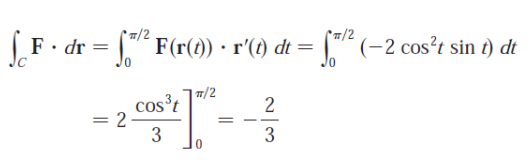 ∫_C F · dr = ∫_0^{π/2} F(r(t)) · r′(t) dt = ∫_0^{π/2} (−2 cos²t sin t) dt
= 2 cos³t/3 ]_0^{π/2} = −2/3